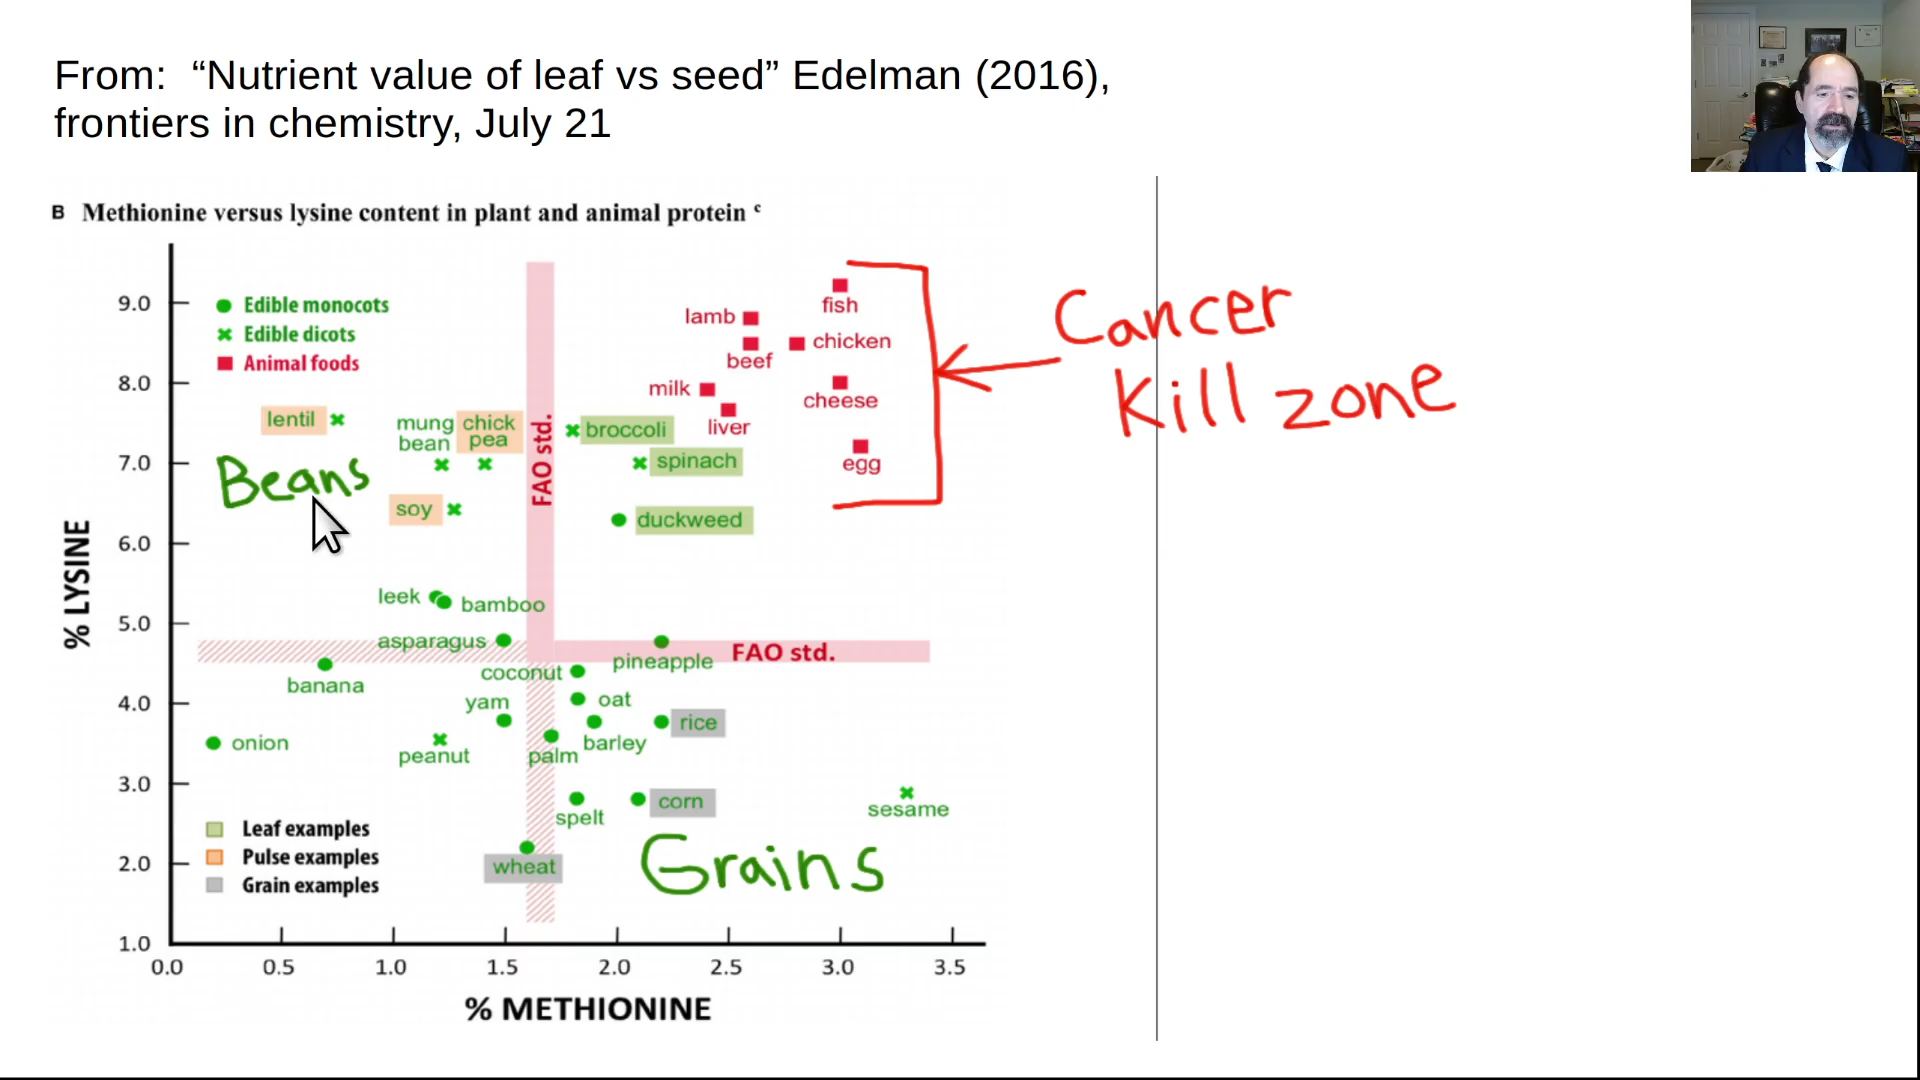 From: “Nutrient value of leaf vs seed” Edelman (2016),
frontiers in chemistry, July 21
B Methionine versus lysine content in plant and animal protein c
9.0
8.0
7.0
6.0
5.0
4.0
3.0
2.0
1.0
% LYSINE
Edible monocots
Edible dicots
Animal foods
fish
lamb
chicken
beef
milk
cheese
liver
egg
Cancer
Kill zone
lentil
mung
bean
chick
pea
broccoli
spinach
Beans
soy
duckweed
FAO std.
leek
bamboo
asparagus
pineapple
FAO std.
banana
coconut
yam
oat
rice
onion
peanut
palm
barley
spelt
corn
sesame
wheat
Grains
Leaf examples
Pulse examples
Grain examples
0.0 0.5 1.0 1.5 2.0 2.5 3.0 3.5
% METHIONINE